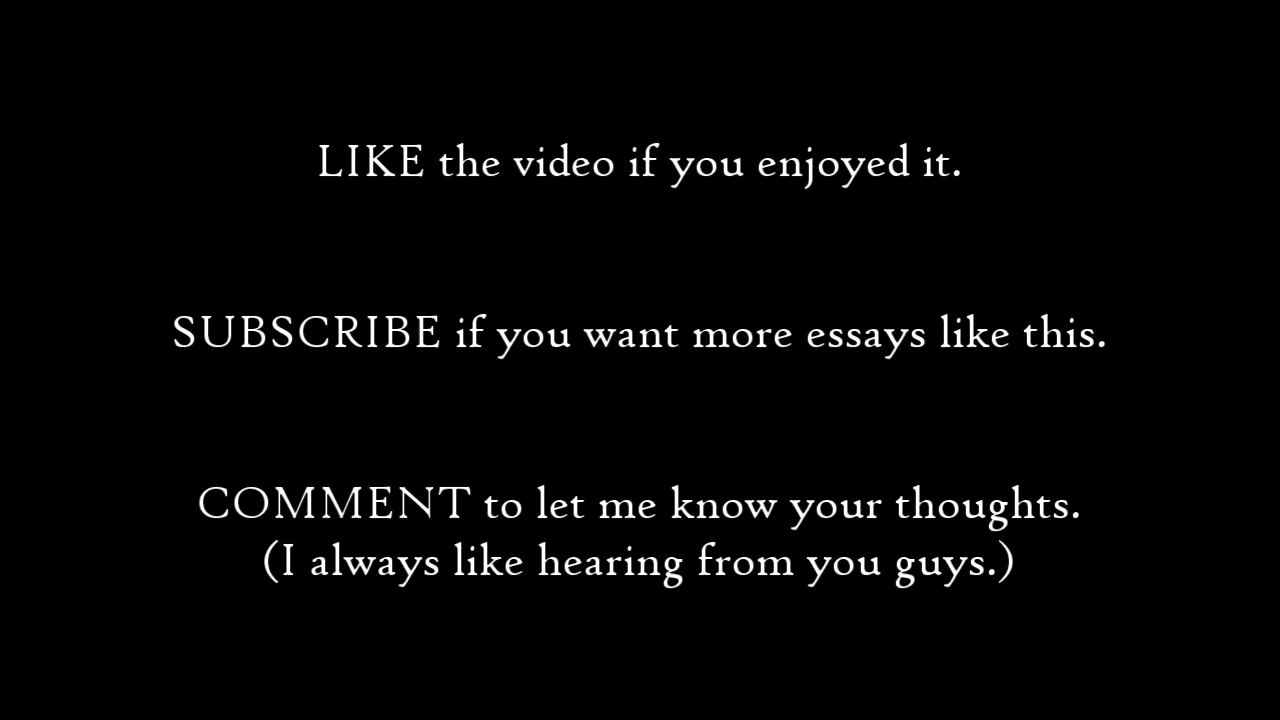 LIKE the video if you enjoyed it.
SUBSCRIBE if you want more essays like this.
COMMENT to let me know your thoughts.
(I always like hearing from you guys.)